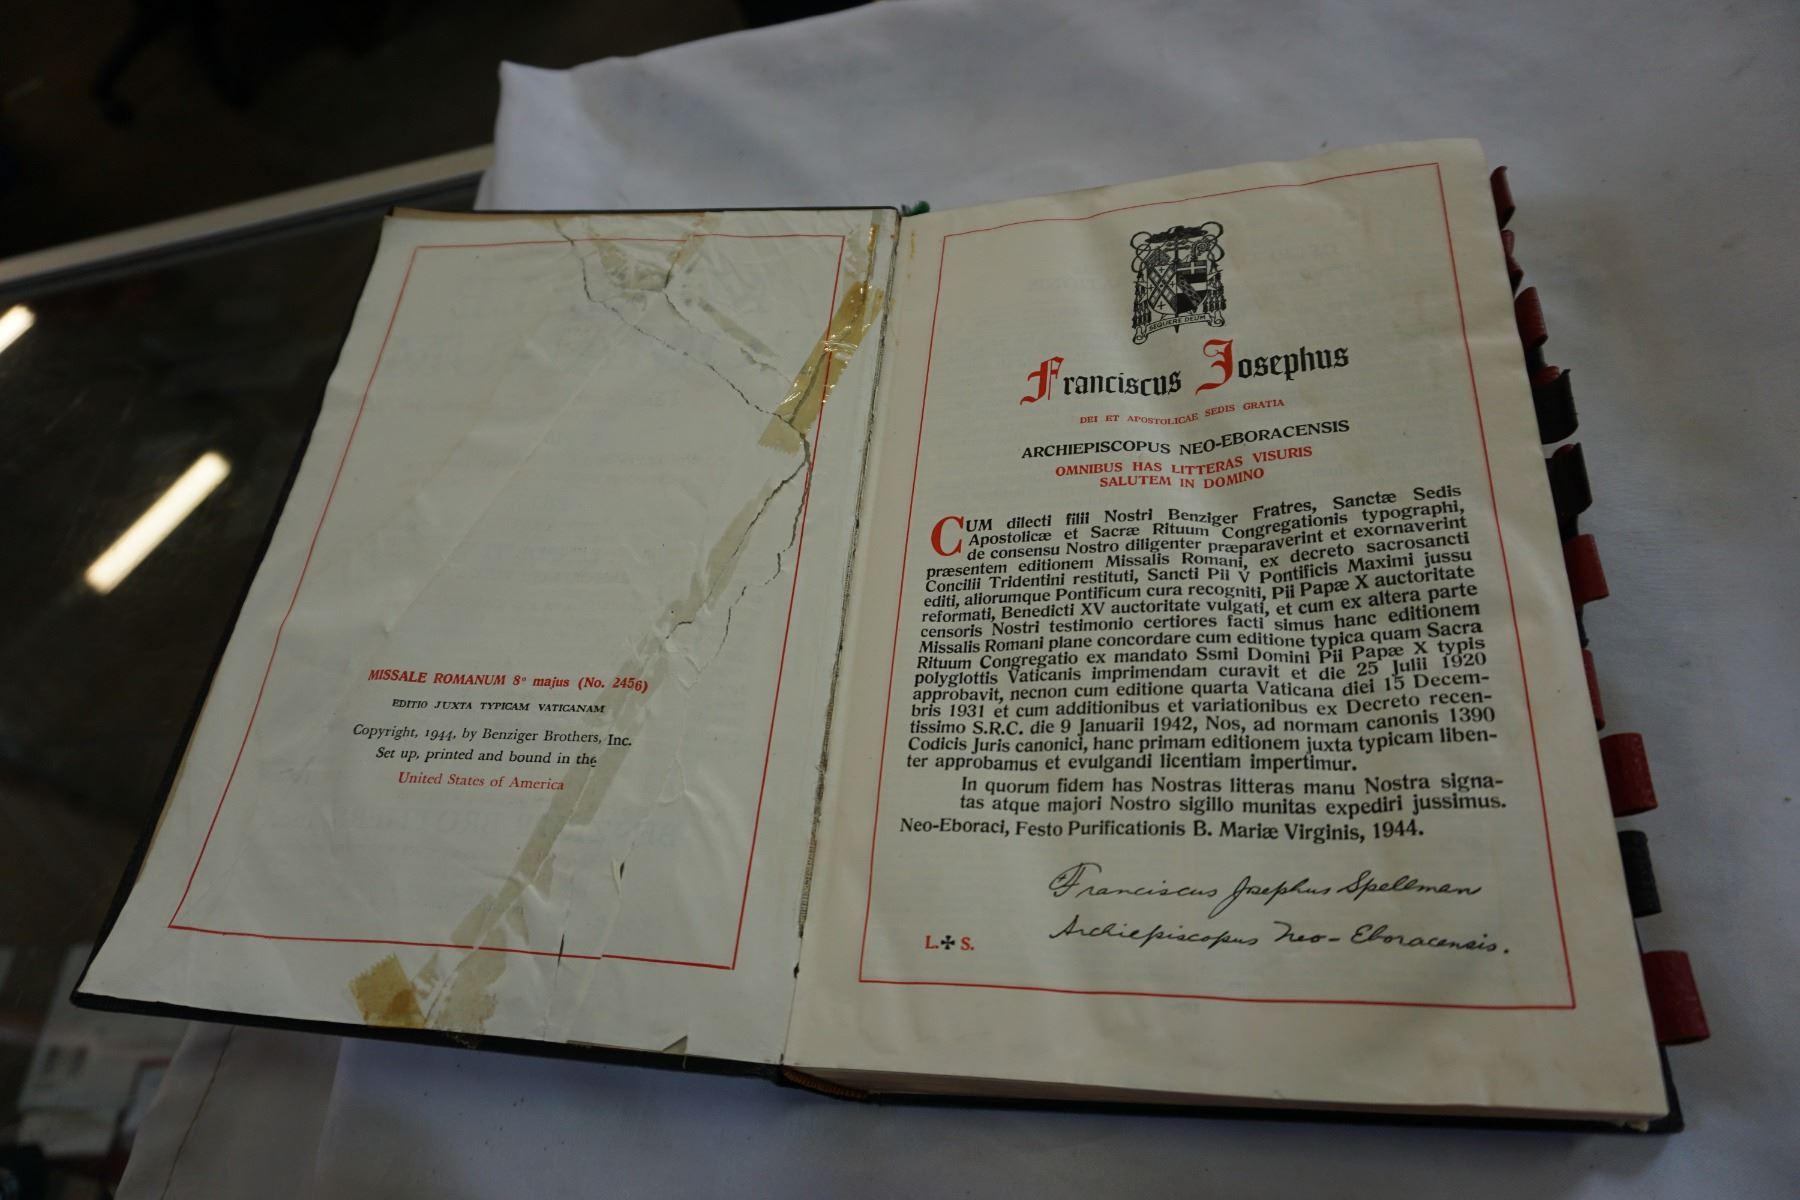 MISSALE ROMANUM 8º majus (No. 2456)
EDITIO JUXTA TYPICAM VATICANAM
Copyright, 1944, by Benziger Brothers, Inc.
Set up, printed and bound in the
United States of America
SEQUERE DEUM
Franciscus Josephus
DEI ET APOSTOLICAE SEDIS GRATIA
ARCHIEPISCOPUS NEO-EBORACENSIS
OMNIBUS HAS LITTERAS VISURIS
SALUTEM IN DOMINO
CUM dilecti filii Nostri Benziger Fratres, Sanctæ Sedis
Apostolicæ et Sacræ Rituum Congregationis typographi,
de consensu Nostro diligenter præparaverint et exornaverint
præsentem editionem Missalis Romani, ex decreto sacrosancti
Concilii Tridentini restituti, Sancti Pii V Pontificis Maximi jussu
editi, aliorumque Pontificum cura recogniti, Pii Papæ X auctoritate
reformati, Benedicti XV auctoritate vulgati, et cum ex altera parte
censoris Nostri testimonio certiores facti simus hanc editionem
Missalis Romani plane concordare cum editione typica quam Sacra
Rituum Congregatio ex mandato Ssmi Domini Pii Papæ X typis
polyglottis Vaticanis imprimendam curavit et die 25 Julii 1920
approbavit, necnon cum editione quarta Vaticana diei 15 Decem-
bris 1931 et cum additionibus et variationibus ex Decreto recen-
tissimo S.R.C. die 9 Januarii 1942, Nos, ad normam canonis 1390
Codicis Juris canonici, hanc primam editionem juxta typicam liben-
ter approbamus et evulgandi licentiam impertimur.
In quorum fidem has Nostras litteras manu Nostra signa-
tas atque majori Nostro sigillo munitas expediri jussimus.
Neo-Eboraci, Festo Purificationis B. Mariæ Virginis, 1944.
Franciscus Josephus Spellman
L.✠ S.
Archiepiscopus Neo-Eboracensis.